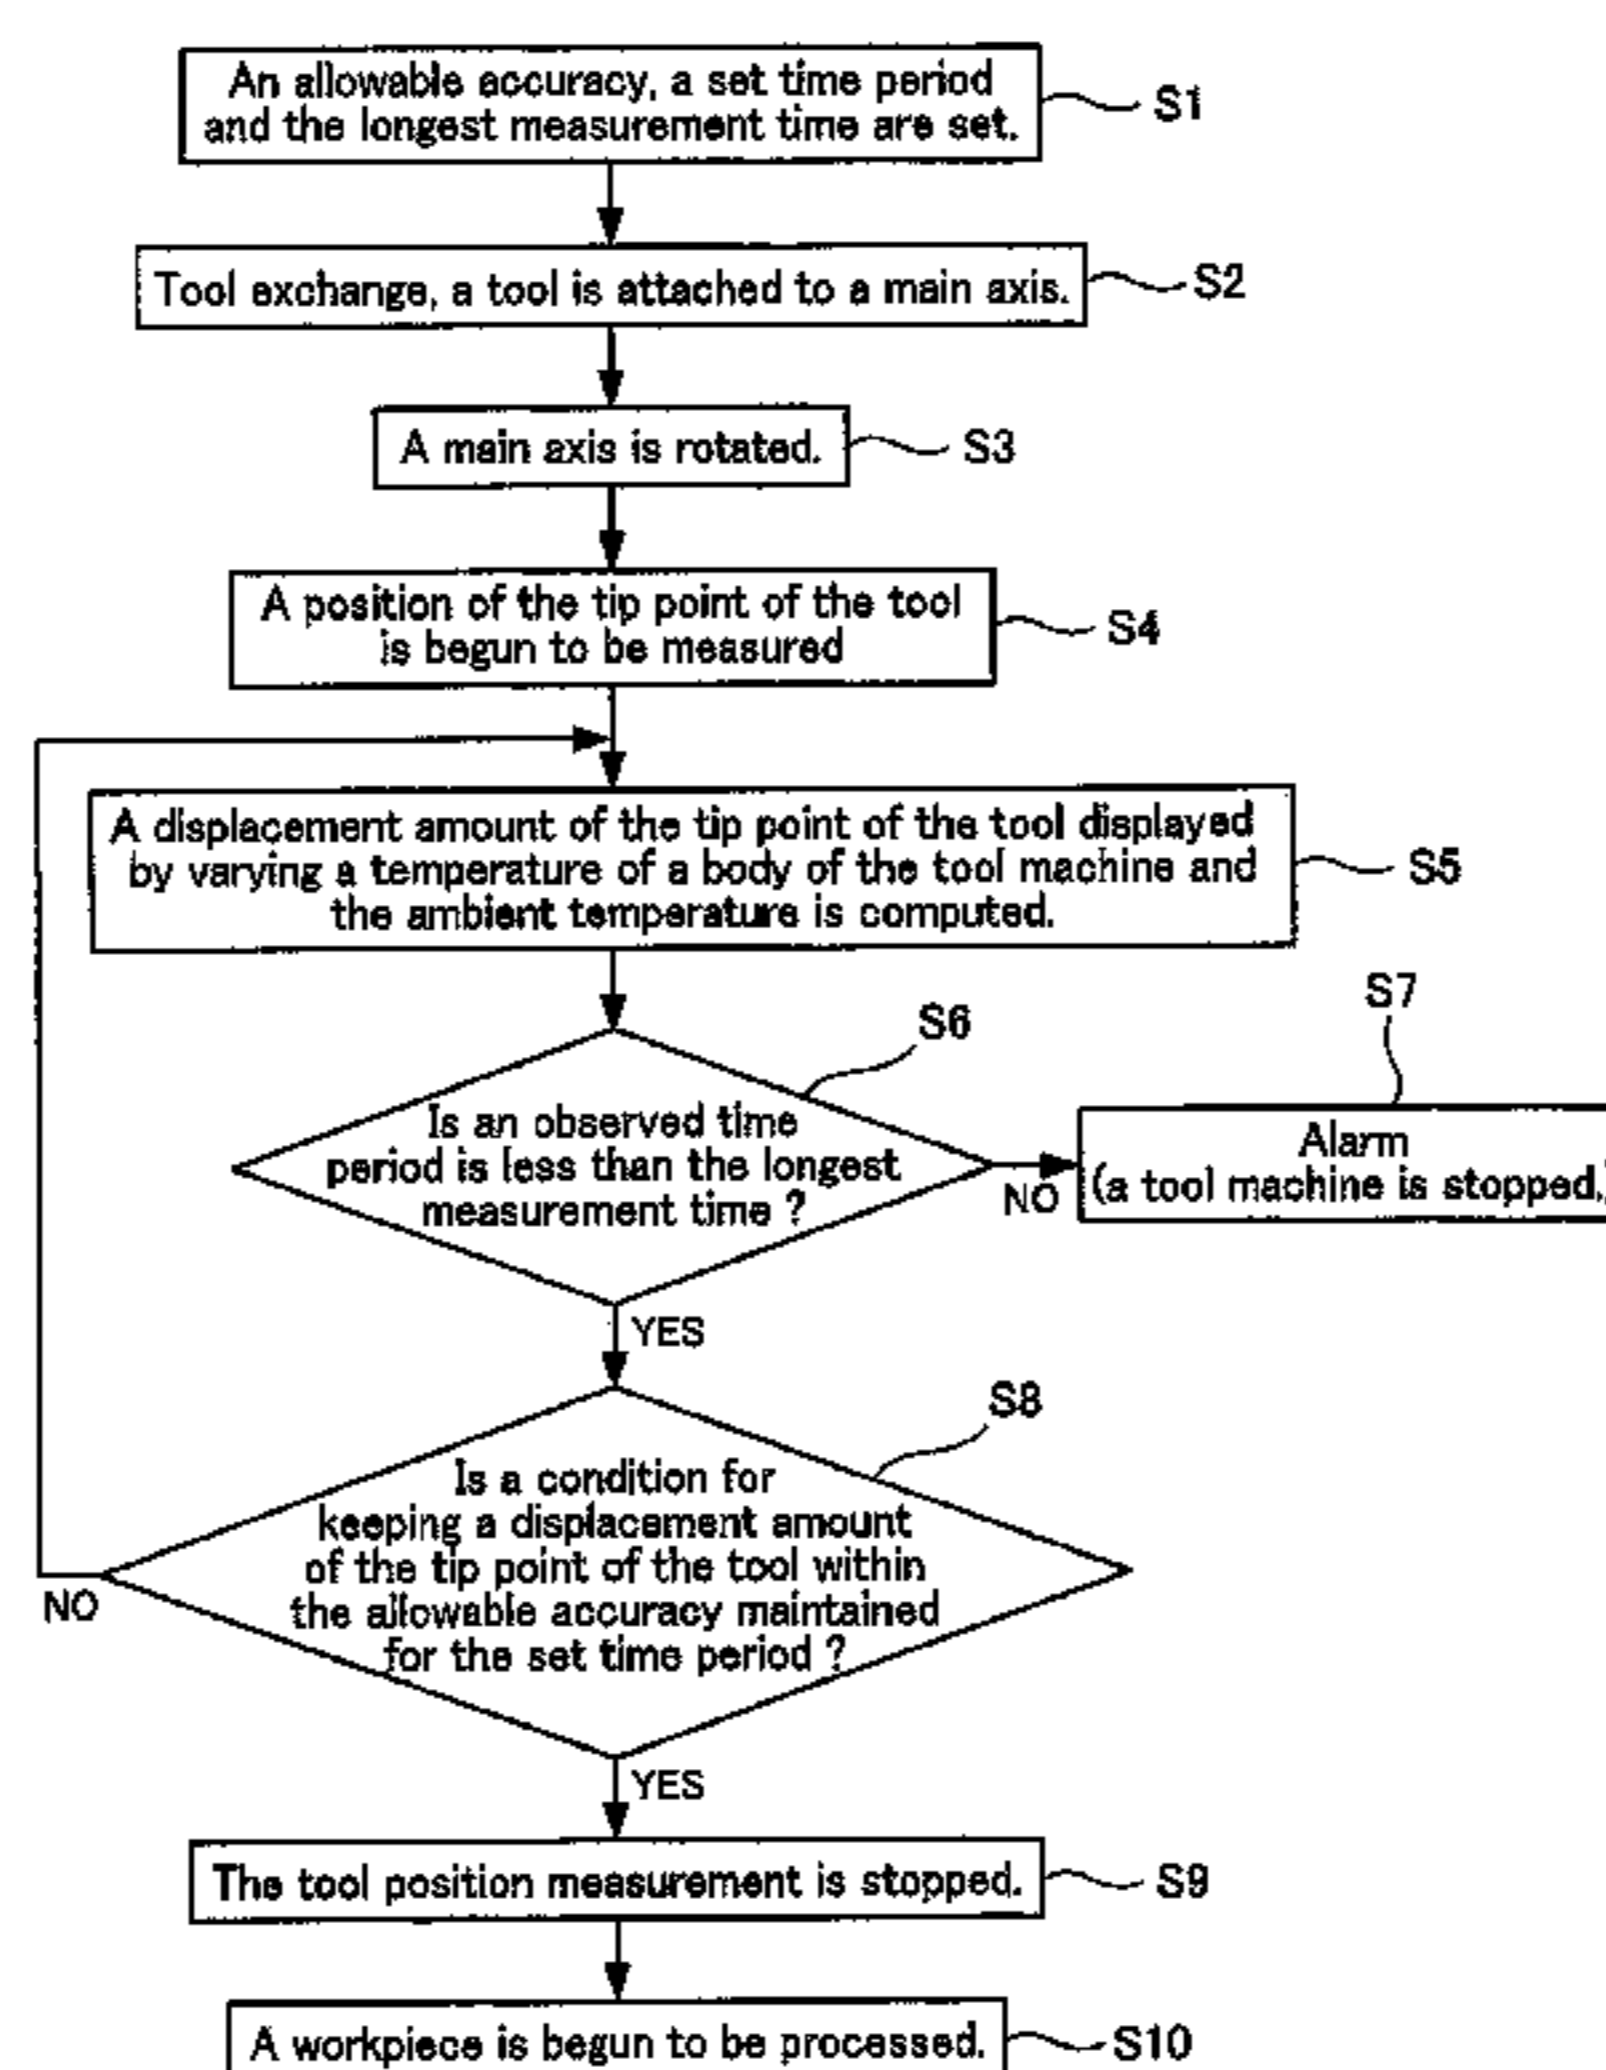 An allowable accuracy, a set time period
and the longest measurement time are set.
S1
Tool exchange, a tool is attached to a main axis.
S2
A main axis is rotated.
S3
A position of the tip point of the tool
is begun to be measured
S4
A displacement amount of the tip point of the tool displayed
by varying a temperature of a body of the tool machine and
the ambient temperature is computed.
S5
S6
Is an observed time
period is less than the longest
measurement time ?
NO
S7
Alarm
(a tool machine is stopped.)
YES
S8
Is a condition for
keeping a displacement amount
of the tip point of the tool within
the allowable accuracy maintained
for the set time period ?
NO
YES
The tool position measurement is stopped.
S9
A workpiece is begun to be processed.
S10